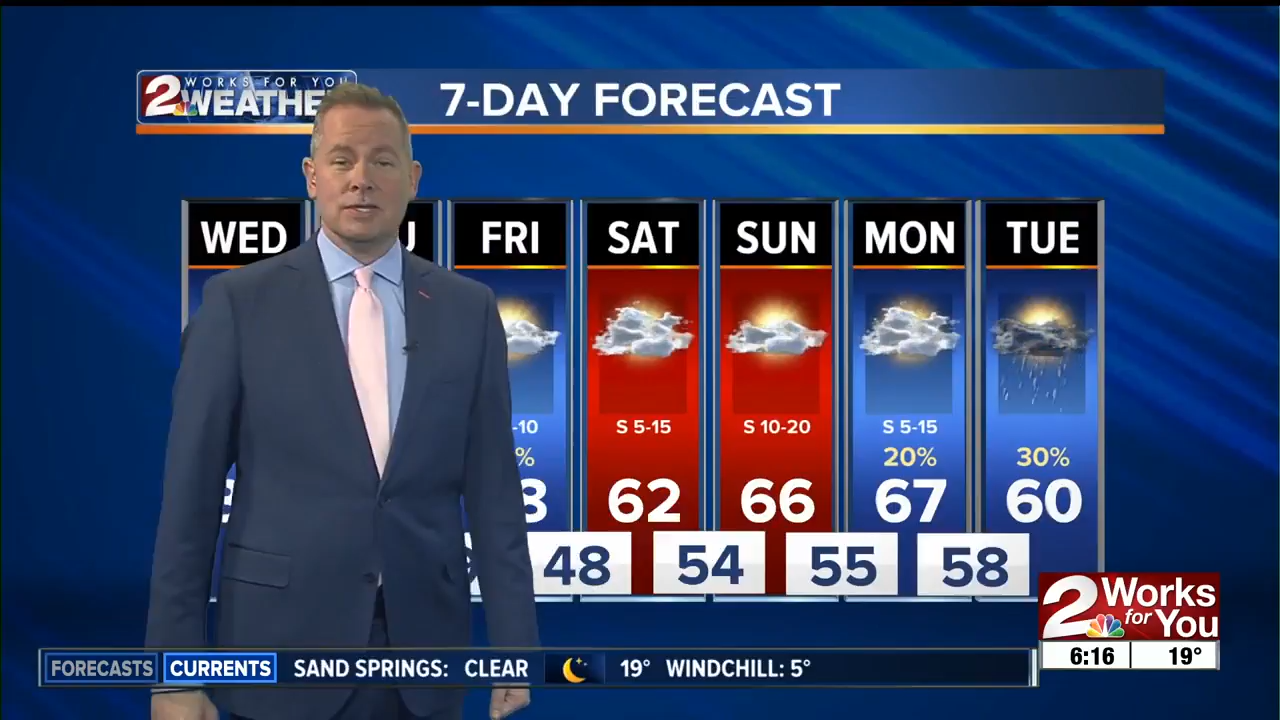 2 WORKS FOR YOU
WEATHE
7-DAY FORECAST
WED FRI SAT SUN MON TUE
-10 S 5-15 S 10-20 S 5-15
% 20% 30%
62 66 67 60
48 54 55 58
2 Works for You
6:16 19°
FORECASTS CURRENTS SAND SPRINGS: CLEAR 19° WINDCHILL: 5°